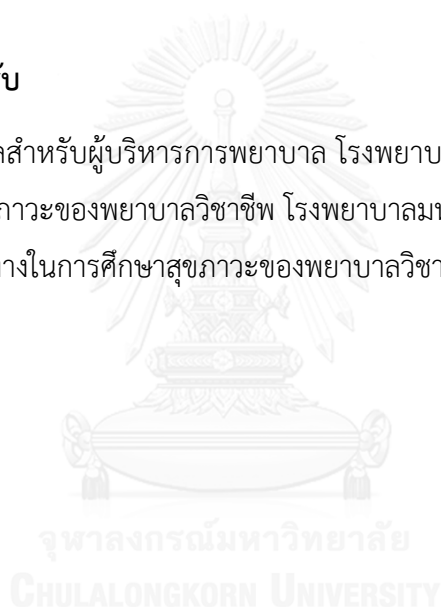 ับ
ลสำหรับผู้บริหารการพยาบาล โรงพยาบ
ภาวะของพยาบาลวิชาชีพ โรงพยาบาลมห
ทางในการศึกษาสุขภาวะของพยาบาลวิชา
จุฬาลงกรณ์มหาวิทยาลัย
CHULALONGKORN UNIVERSITY